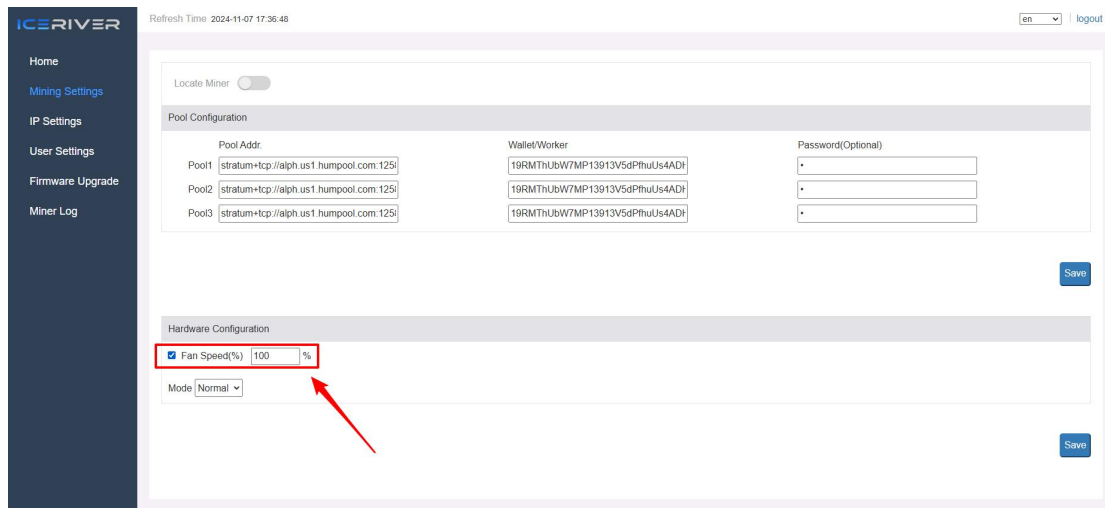 ICERIVER
Refresh Time 2024-11-07 17:36:48
en
logout
Home
Mining Settings
IP Settings
User Settings
Firmware Upgrade
Miner Log
Locate Miner
Pool Configuration
Pool Addr. Wallet/Worker Password(Optional)
Pool1 stratum+tcp://alph.us1.humpool.com:125 19RMThUbW7MP13913V5dPfhuUs4AD •
Pool2 stratum+tcp://alph.us1.humpool.com:125 19RMThUbW7MP13913V5dPfhuUs4AD •
Pool3 stratum+tcp://alph.us1.humpool.com:125 19RMThUbW7MP13913V5dPfhuUs4AD •
Save
Hardware Configuration
Fan Speed(%) 100 %
Mode Normal
Save